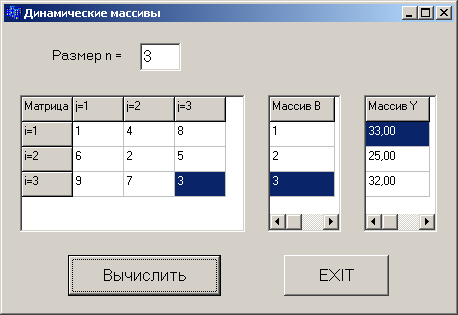 Динамические массивы
Размер n = 3
Матрица j=1 j=2 j=3 Массив B Массив Y
i=1 1 4 8 1 33,00
i=2 6 2 5 2 25,00
i=3 9 7 3 3 32,00
Вычислить EXIT